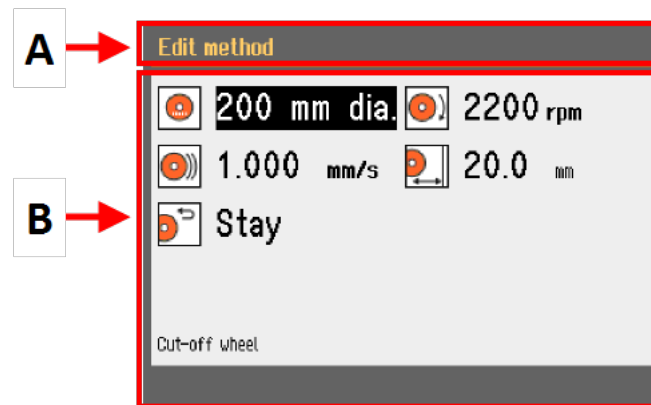 A
Edit method
200 mm dia. 2200 rpm
1.000 mm/s 20.0 mm
B
Stay
Cut-off wheel